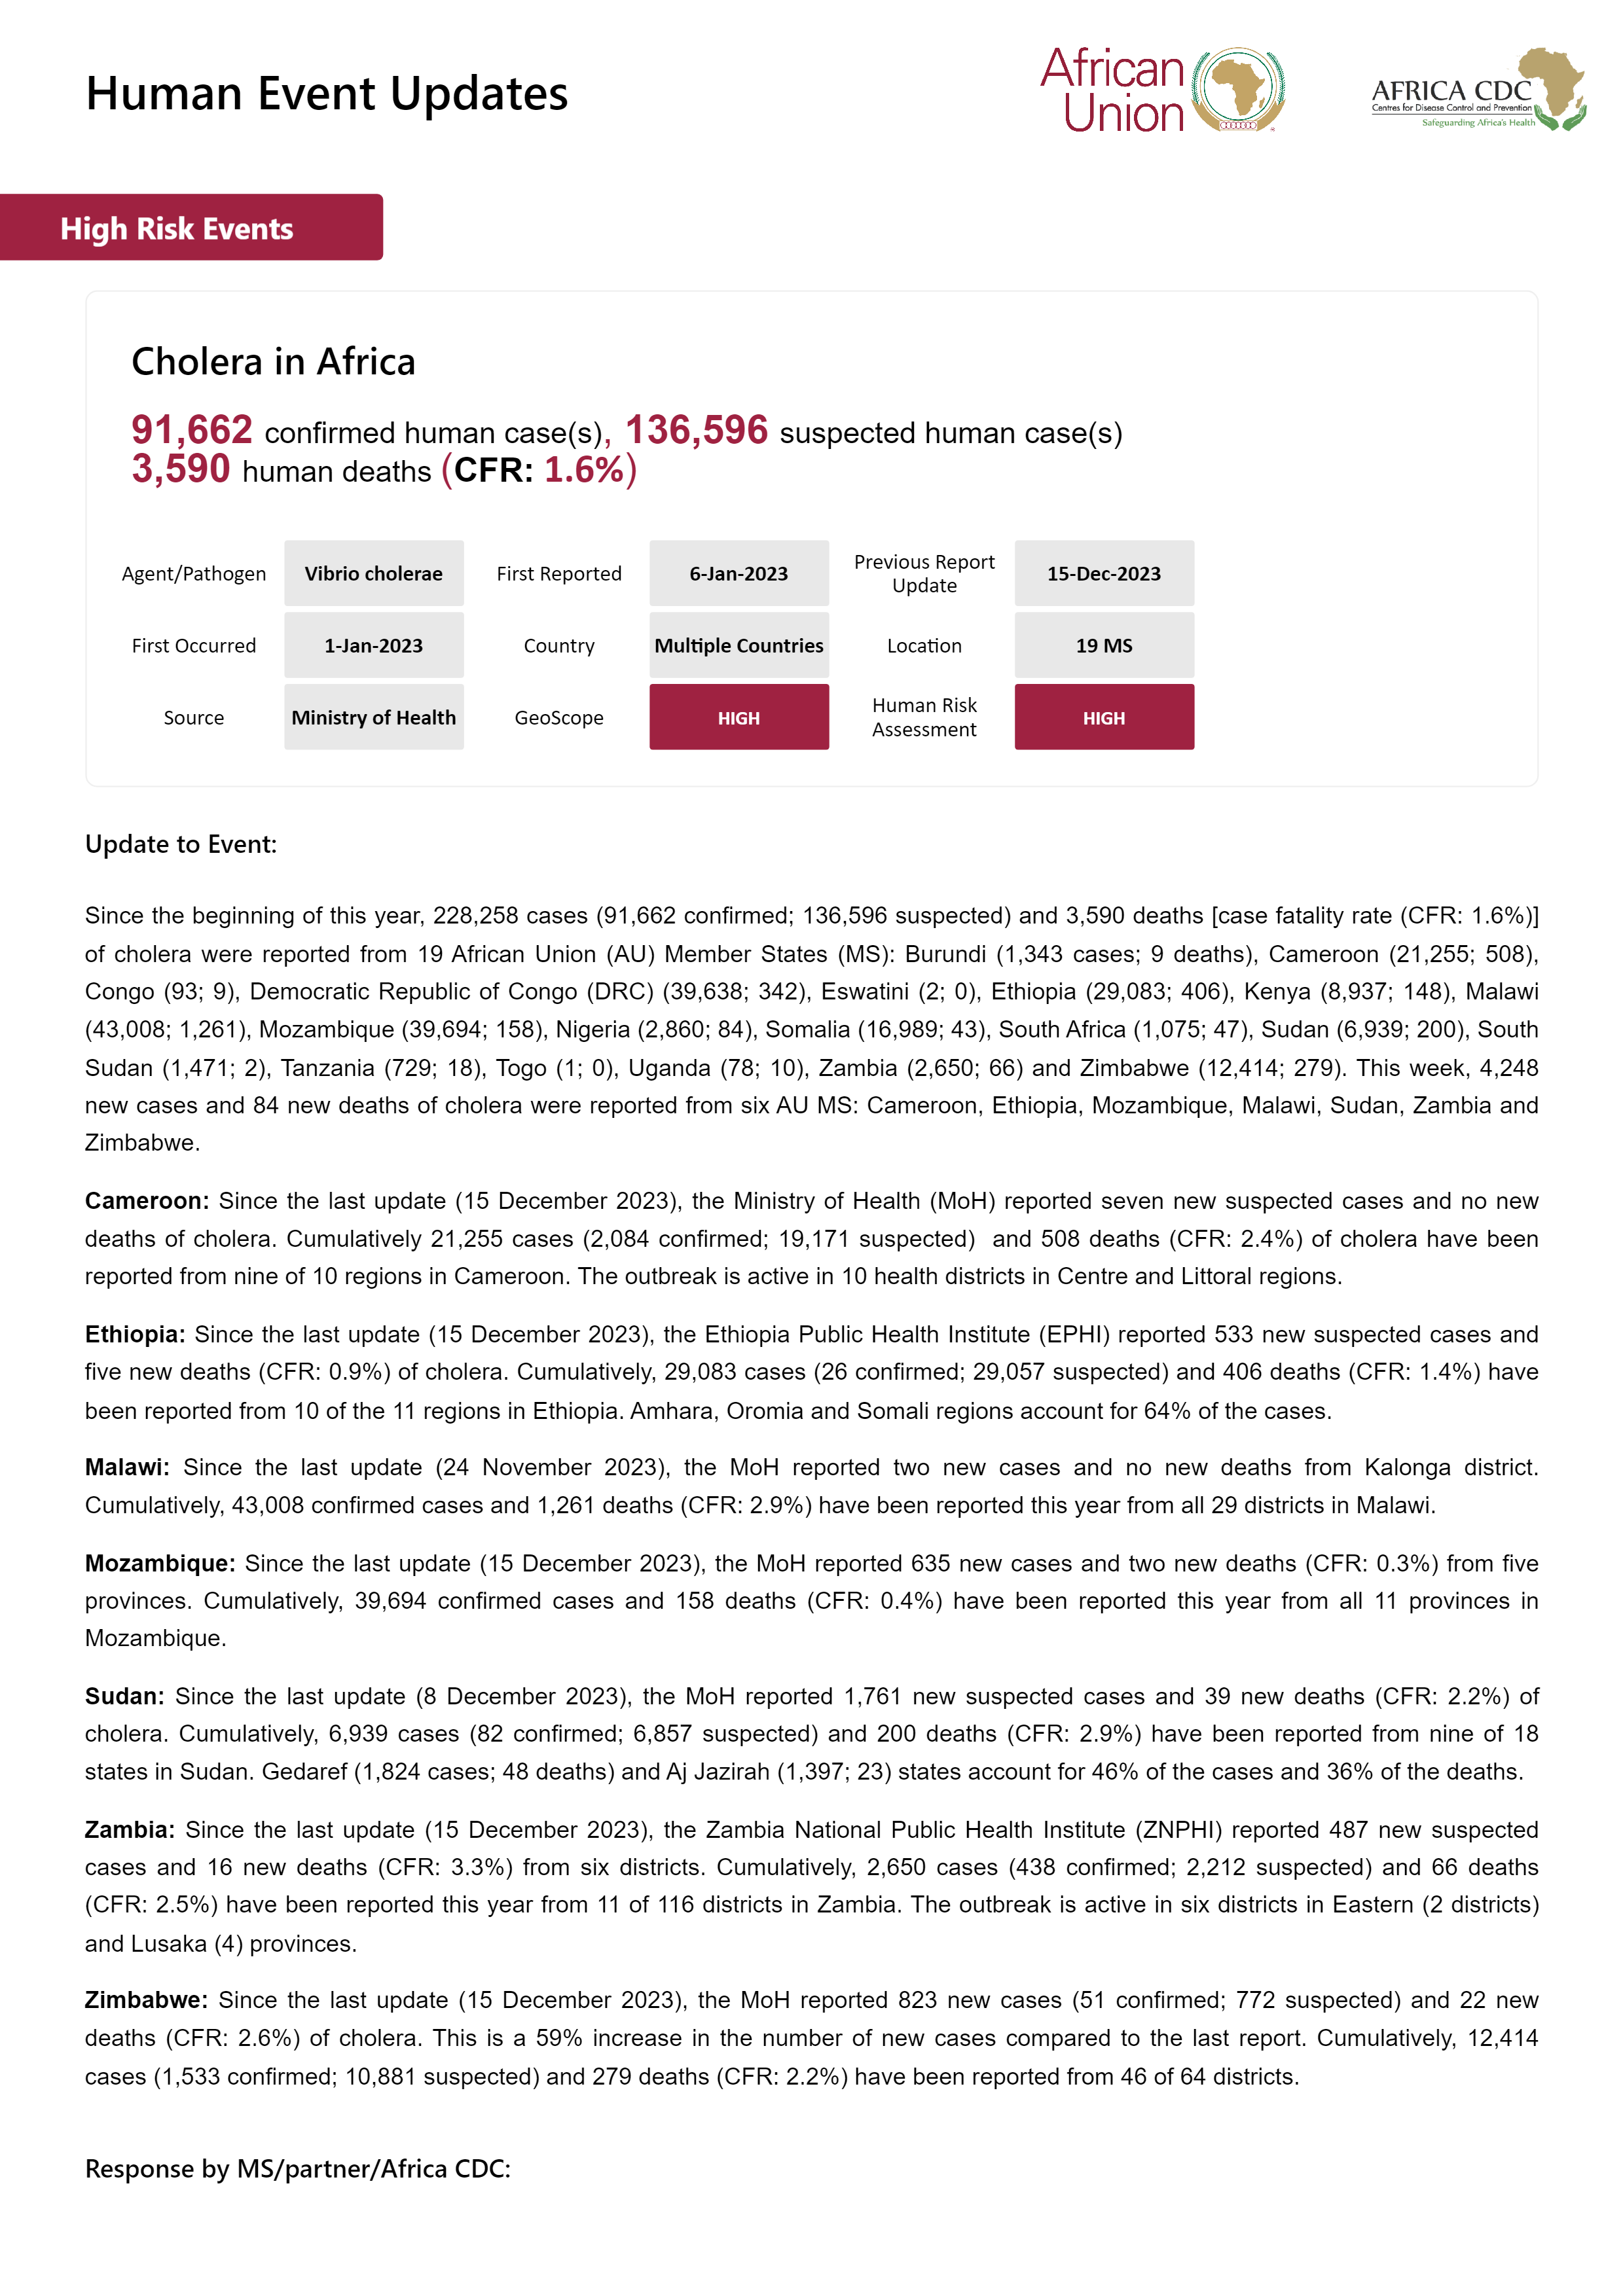 Human Event Updates
African
Union
AFRICA CDC
Centres for Disease Control and Prevention
Safeguarding Africa's Health
High Risk Events
Cholera in Africa
91,662 confirmed human case(s), 136,596 suspected human case(s)
3,590 human deaths (CFR: 1.6%)
Agent/Pathogen Vibrio cholerae First Reported 6-Jan-2023 Previous Report Update 15-Dec-2023
First Occurred 1-Jan-2023 Country Multiple Countries Location 19 MS
Source Ministry of Health GeoScope HIGH Human Risk Assessment HIGH
Update to Event:
Since the beginning of this year, 228,258 cases (91,662 confirmed; 136,596 suspected) and 3,590 deaths [case fatality rate (CFR: 1.6%)]
of cholera were reported from 19 African Union (AU) Member States (MS): Burundi (1,343 cases; 9 deaths), Cameroon (21,255; 508),
Congo (93; 9), Democratic Republic of Congo (DRC) (39,638; 342), Eswatini (2; 0), Ethiopia (29,083; 406), Kenya (8,937; 148), Malawi
(43,008; 1,261), Mozambique (39,694; 158), Nigeria (2,860; 84), Somalia (16,989; 43), South Africa (1,075; 47), Sudan (6,939; 200), South
Sudan (1,471; 2), Tanzania (729; 18), Togo (1; 0), Uganda (78; 10), Zambia (2,650; 66) and Zimbabwe (12,414; 279). This week, 4,248
new cases and 84 new deaths of cholera were reported from six AU MS: Cameroon, Ethiopia, Mozambique, Malawi, Sudan, Zambia and
Zimbabwe.
Cameroon: Since the last update (15 December 2023), the Ministry of Health (MoH) reported seven new suspected cases and no new
deaths of cholera. Cumulatively 21,255 cases (2,084 confirmed; 19,171 suspected) and 508 deaths (CFR: 2.4%) of cholera have been
reported from nine of 10 regions in Cameroon. The outbreak is active in 10 health districts in Centre and Littoral regions.
Ethiopia: Since the last update (15 December 2023), the Ethiopia Public Health Institute (EPHI) reported 533 new suspected cases and
five new deaths (CFR: 0.9%) of cholera. Cumulatively, 29,083 cases (26 confirmed; 29,057 suspected) and 406 deaths (CFR: 1.4%) have
been reported from 10 of the 11 regions in Ethiopia. Amhara, Oromia and Somali regions account for 64% of the cases.
Malawi: Since the last update (24 November 2023), the MoH reported two new cases and no new deaths from Kalonga district.
Cumulatively, 43,008 confirmed cases and 1,261 deaths (CFR: 2.9%) have been reported this year from all 29 districts in Malawi.
Mozambique: Since the last update (15 December 2023), the MoH reported 635 new cases and two new deaths (CFR: 0.3%) from five
provinces. Cumulatively, 39,694 confirmed cases and 158 deaths (CFR: 0.4%) have been reported this year from all 11 provinces in
Mozambique.
Sudan: Since the last update (8 December 2023), the MoH reported 1,761 new suspected cases and 39 new deaths (CFR: 2.2%) of
cholera. Cumulatively, 6,939 cases (82 confirmed; 6,857 suspected) and 200 deaths (CFR: 2.9%) have been reported from nine of 18
states in Sudan. Gedaref (1,824 cases; 48 deaths) and Aj Jazirah (1,397; 23) states account for 46% of the cases and 36% of the deaths.
Zambia: Since the last update (15 December 2023), the Zambia National Public Health Institute (ZNPHI) reported 487 new suspected
cases and 16 new deaths (CFR: 3.3%) from six districts. Cumulatively, 2,650 cases (438 confirmed; 2,212 suspected) and 66 deaths
(CFR: 2.5%) have been reported this year from 11 of 116 districts in Zambia. The outbreak is active in six districts in Eastern (2 districts)
and Lusaka (4) provinces.
Zimbabwe: Since the last update (15 December 2023), the MoH reported 823 new cases (51 confirmed; 772 suspected) and 22 new
deaths (CFR: 2.6%) of cholera. This is a 59% increase in the number of new cases compared to the last report. Cumulatively, 12,414
cases (1,533 confirmed; 10,881 suspected) and 279 deaths (CFR: 2.2%) have been reported from 46 of 64 districts.
Response by MS/partner/Africa CDC: